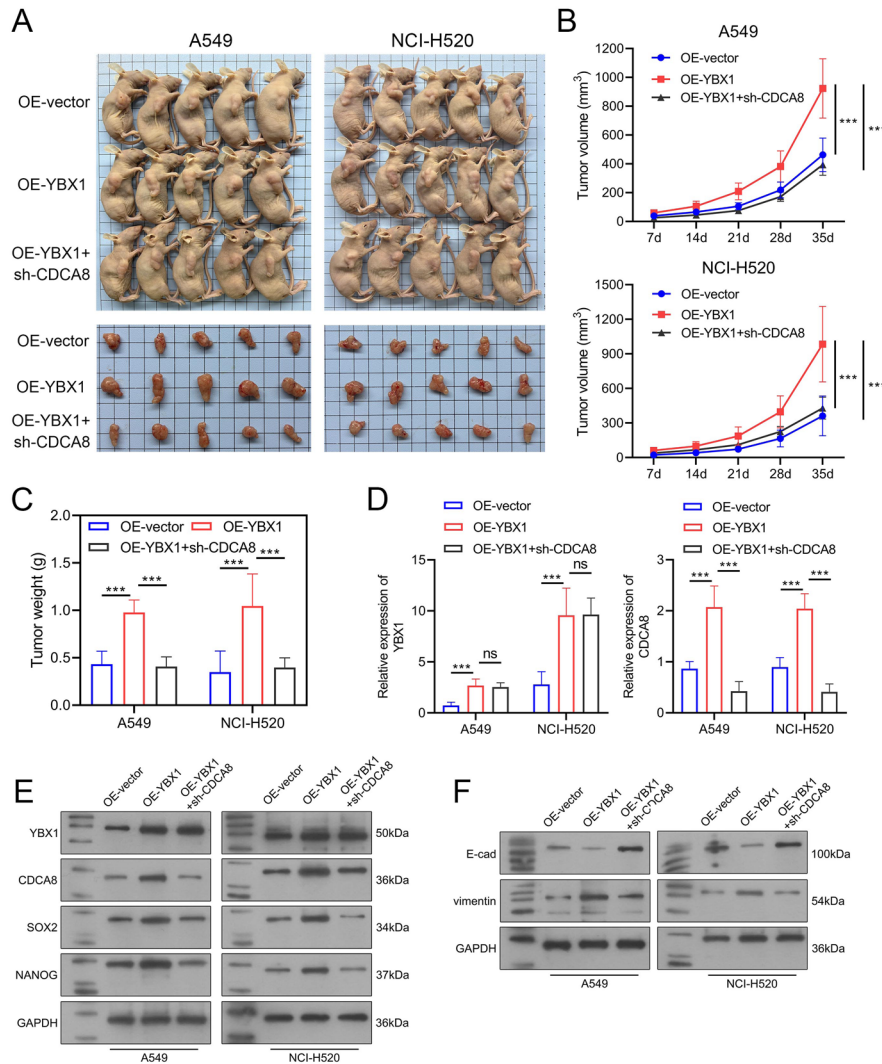 A
A549
NCI-H520
OE-vector
OE-YBX1
OE-YBX1+
sh-CDCA8
OE-vector
OE-YBX1
OE-YBX1+
sh-CDCA8
B
A549
Tumor volume (mm3)
1200
1000
800
600
400
200
0
OE-vector
OE-YBX1
OE-YBX1+sh-CDCA8
***
7d 14d 21d 28d 35d
NCI-H520
Tumor volume (mm3)
1500
1200
900
600
300
0
OE-vector
OE-YBX1
OE-YBX1+sh-CDCA8
***
7d 14d 21d 28d 35d
C
Tumor weight (g)
2.0
1.5
1.0
0.5
0.0
OE-vector OE-YBX1
OE-YBX1+sh-CDCA8
*** *** *** ***
A549 NCI-H520
D
OE-vector
OE-YBX1
OE-YBX1+sh-CDCA8
Relative expression of
YBX1
15
10
5
0
*** ns *** ns
A549 NCI-H520
OE-vector
OE-YBX1
OE-YBX1+sh-CDCA8
Relative expression of
CDCA8
3
2
1
0
*** *** *** ***
A549 NCI-H520
E
OE-vector OE-YBX1 OE-YBX1
+sh-CDCA8
OE-vector OE-YBX1 OE-YBX1
+sh-CDCA8
YBX1 50kDa
CDCA8 36kDa
SOX2 34kDa
NANOG 37kDa
GAPDH 36kDa
A549 NCI-H520
F
OE-vector OE-YBX1 OE-YBX1
+sh-CDCA8
OE-vector OE-YBX1 OE-YBX1
+sh-CDCA8
E-cad 100kDa
vimentin 54kDa
GAPDH 36kDa
A549 NCI-H520